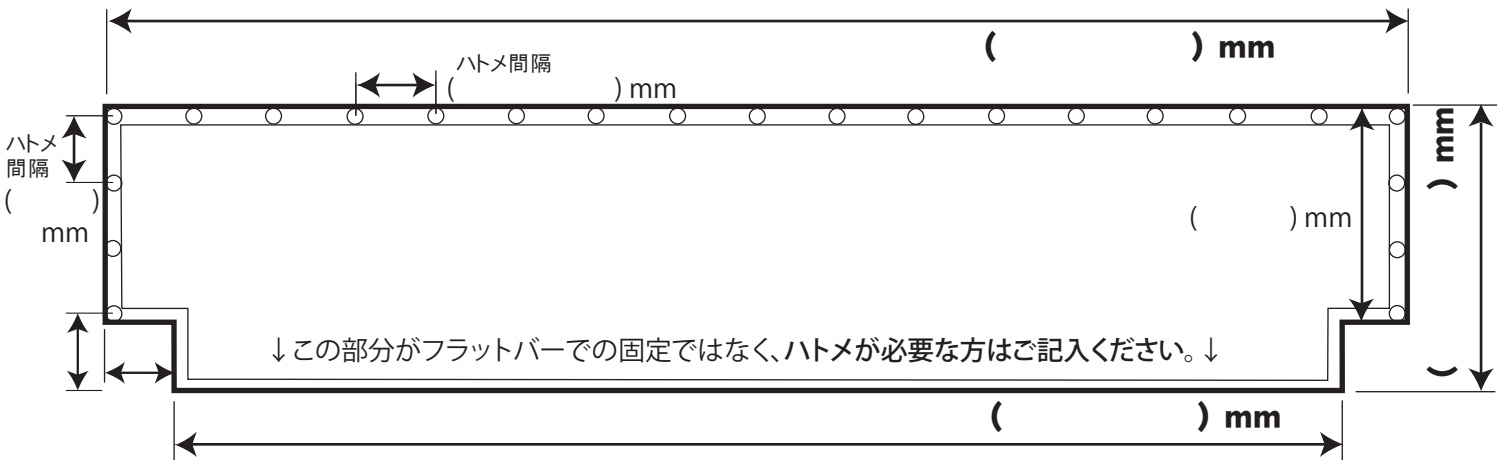 (　　　　　) mm
ハトメ間隔
(　　　　　) mm
ハトメ
間隔
(　　　)
mm
(　　　) mm
(　　　) mm
↓この部分がフラットバーでの固定ではなく、ハトメが必要な方はご記入ください。↓
(　　　　　) mm